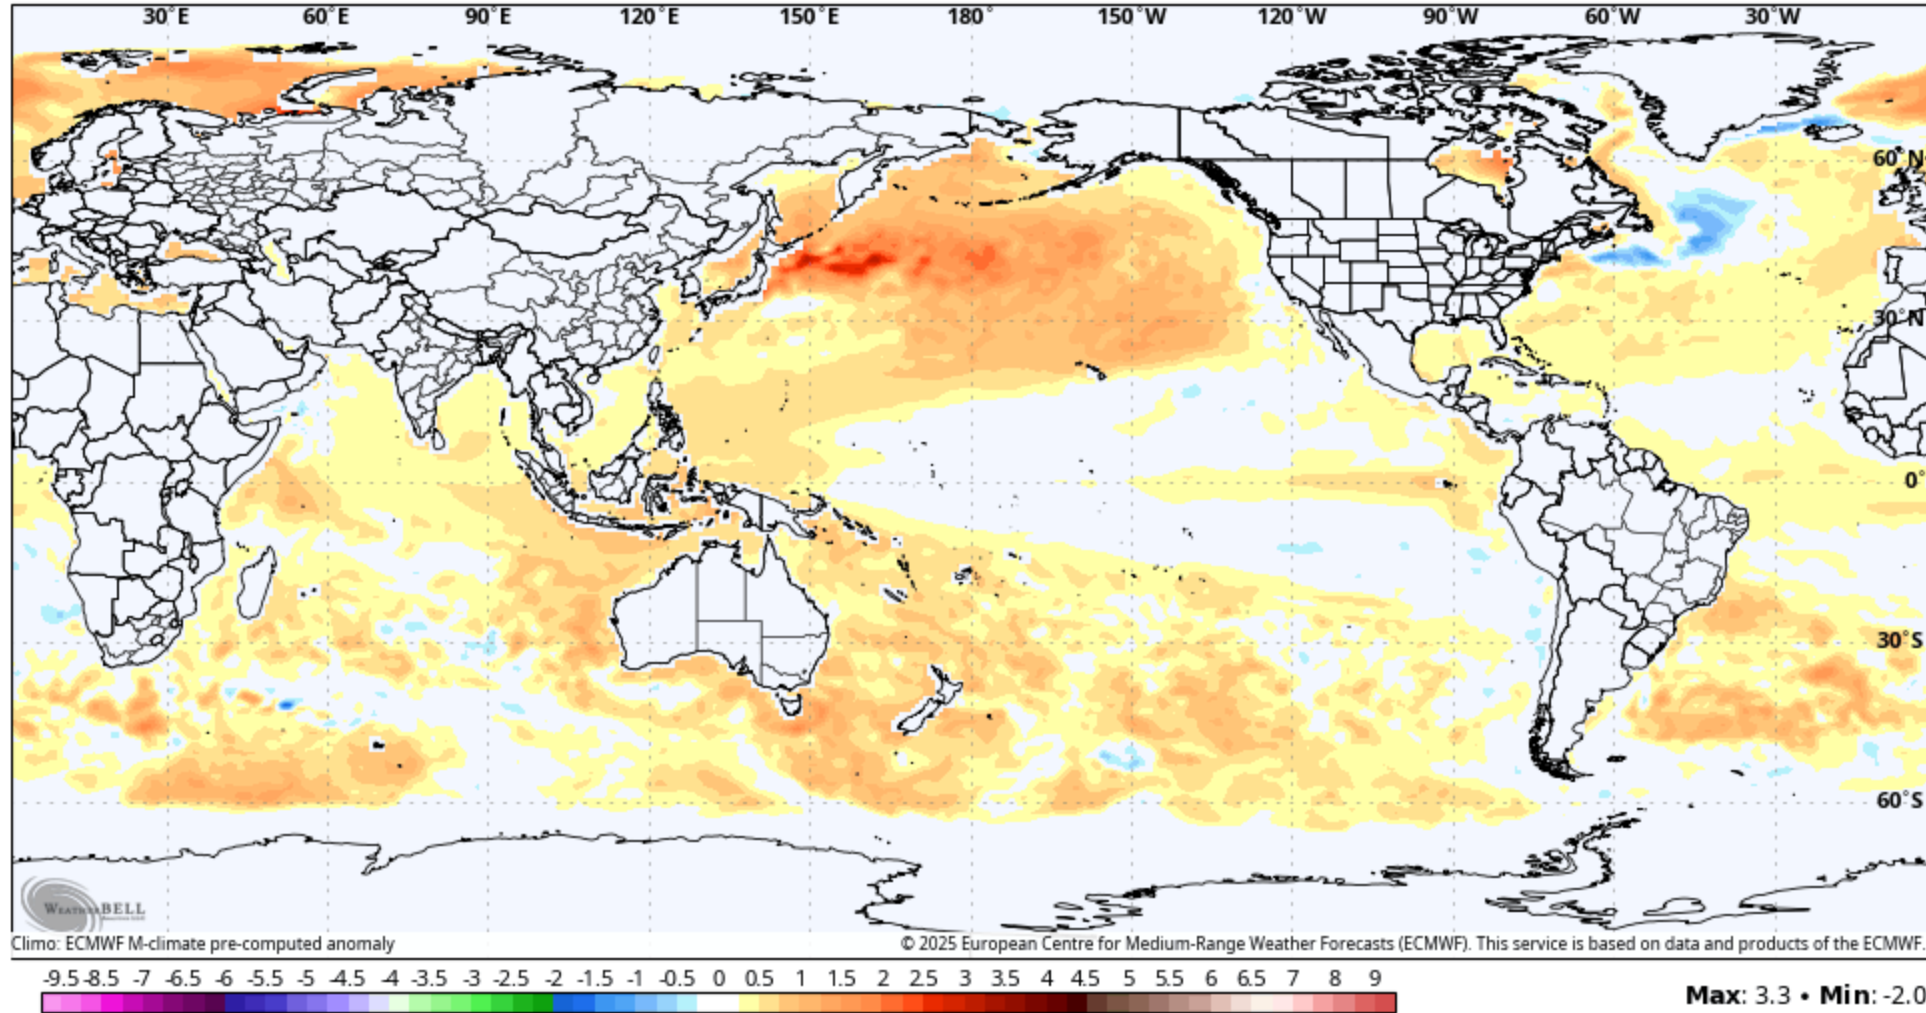 30°E 60°E 90°E 120°E 150°E 180° 150°W 120°W 90°W 60°W 30°W
60°N
30°N
0°
30°S
60°S
WEATHERBELL
Climo: ECMWF M-climate pre-computed anomaly © 2025 European Centre for Medium-Range Weather Forecasts (ECMWF). This service is based on data and products of the ECMWF.
-9.5 -8.5 -7 -6.5 -6 -5.5 -5 -4.5 -4 -3.5 -3 -2.5 -2 -1.5 -1 -0.5 0 0.5 1 1.5 2 2.5 3 3.5 4 4.5 5 5.5 6 6.5 7 8 9
Max: 3.3 • Min: -2.0